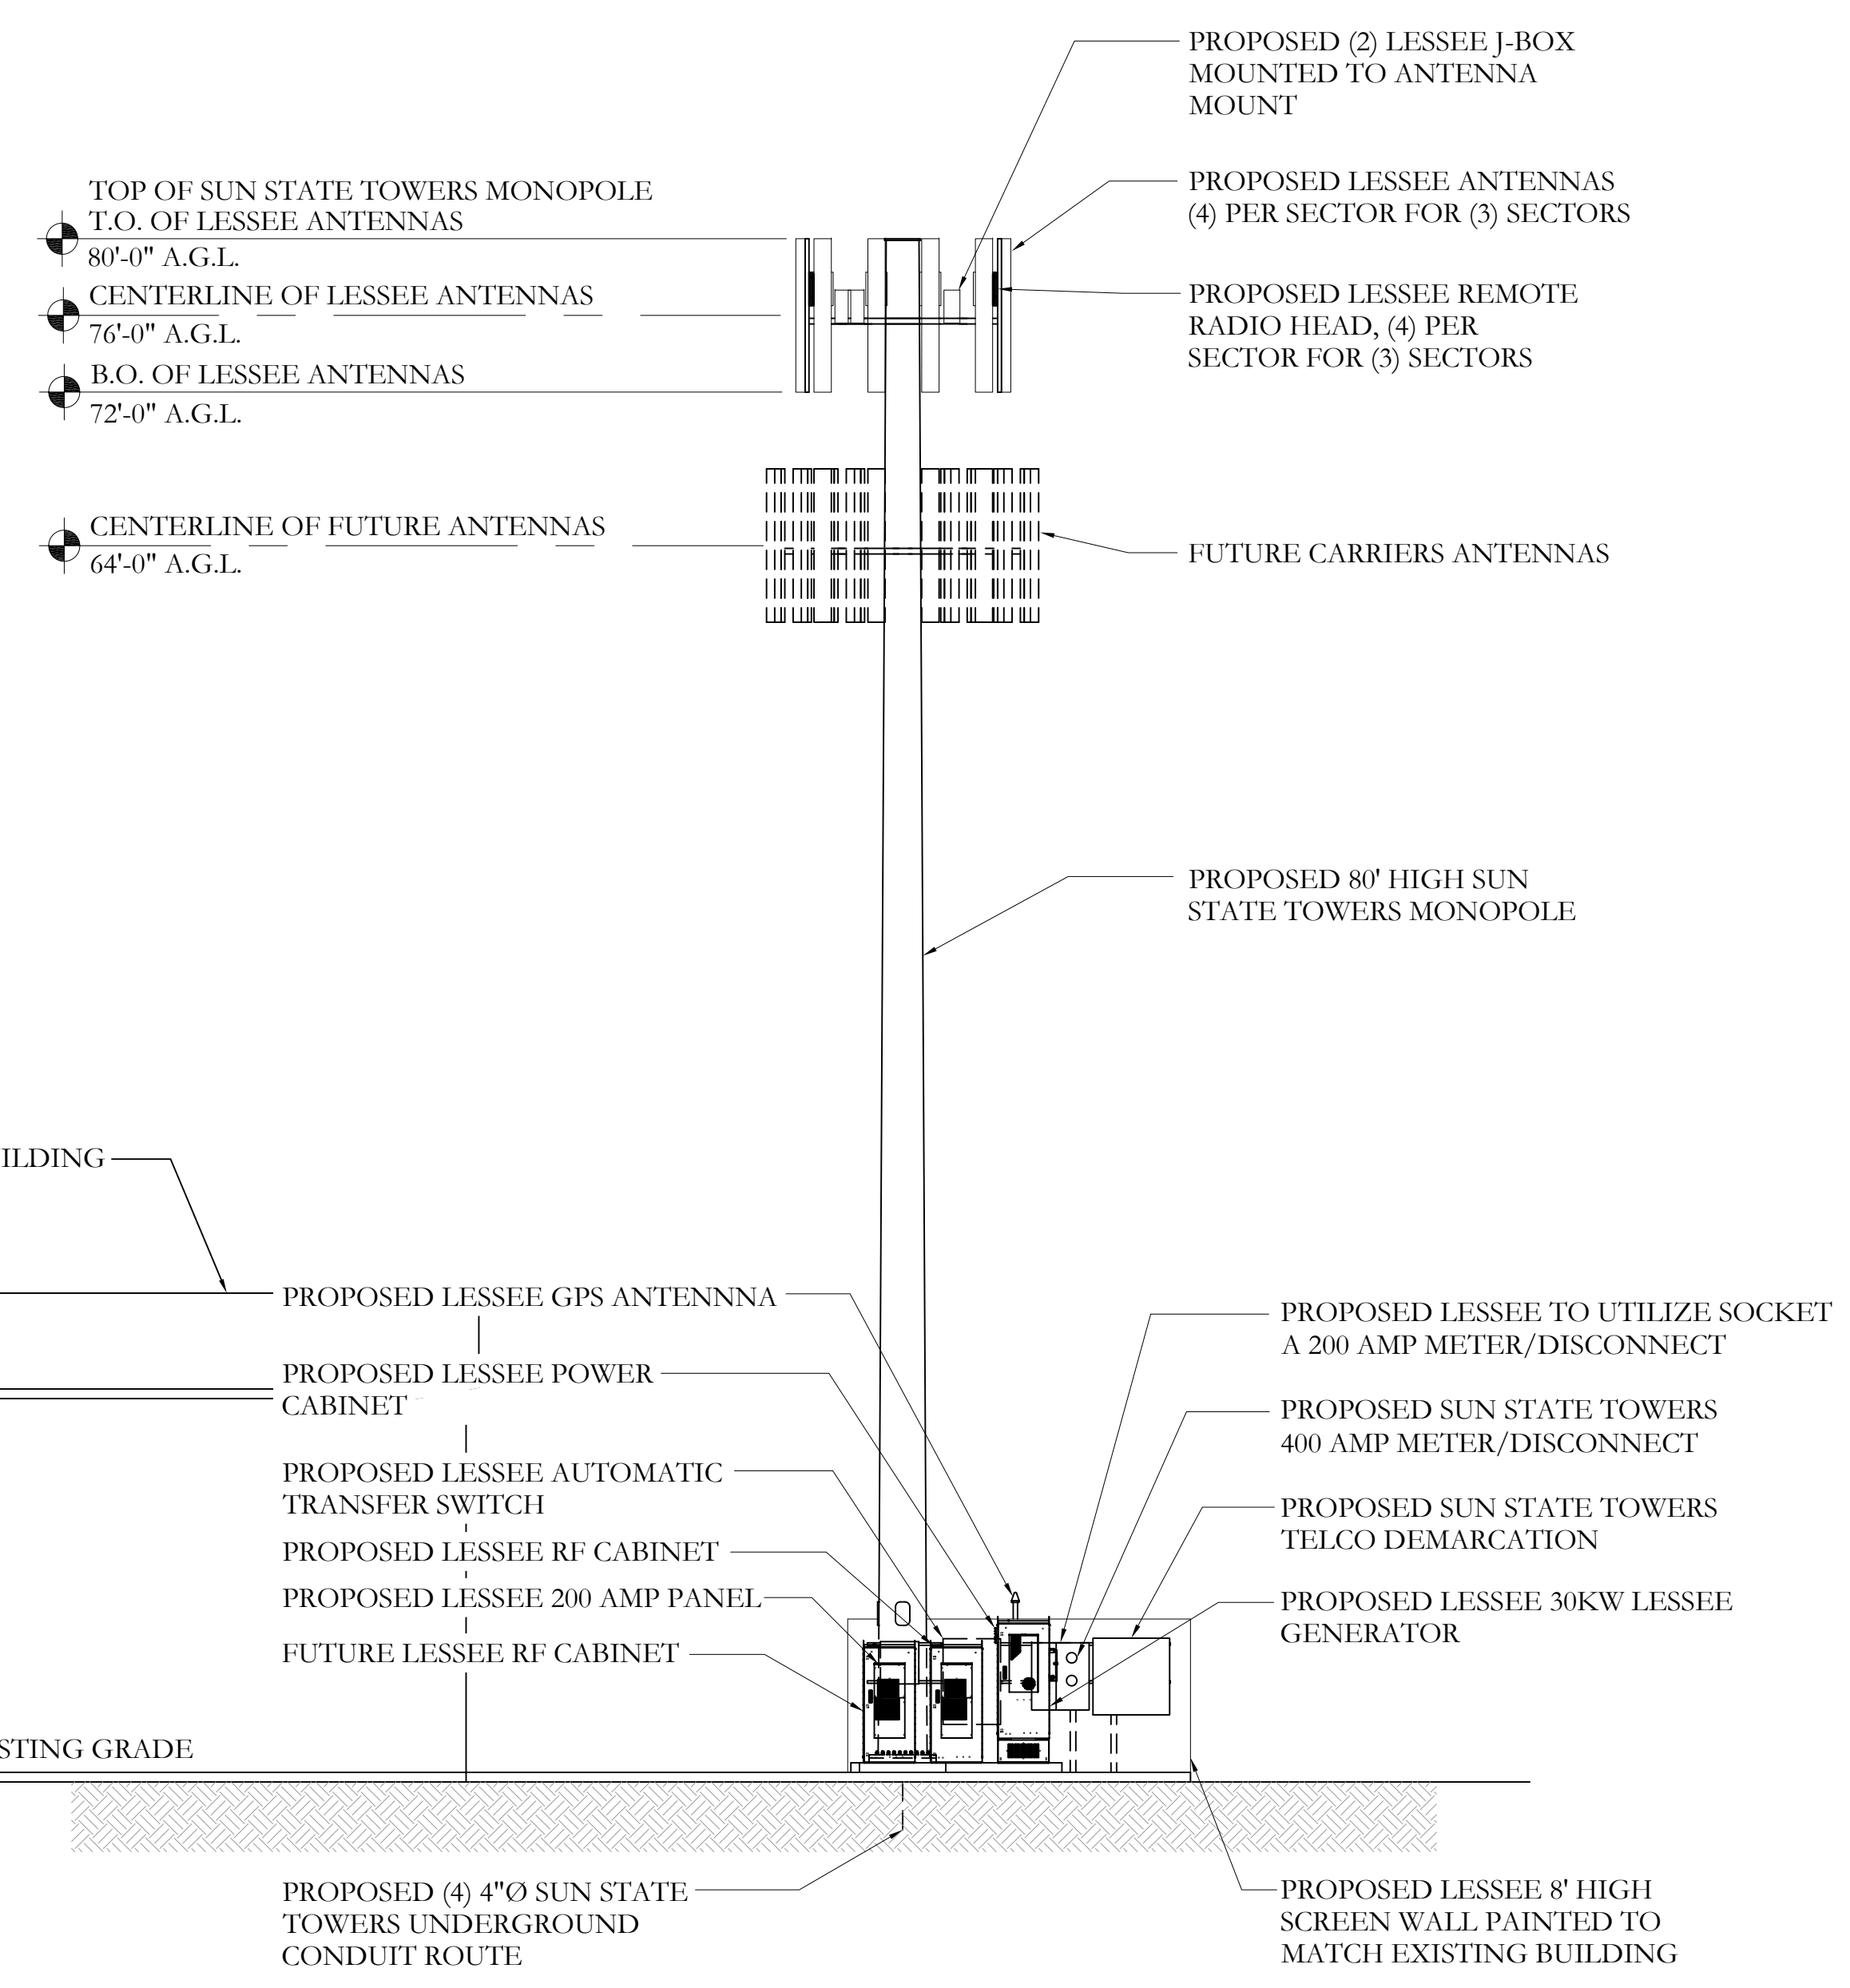 PROPOSED (2) LESSEE J-BOX
MOUNTED TO ANTENNA
MOUNT
TOP OF SUN STATE TOWERS MONOPOLE
T.O. OF LESSEE ANTENNAS
80'-0" A.G.L.
PROPOSED LESSEE ANTENNAS
(4) PER SECTOR FOR (3) SECTORS
CENTERLINE OF LESSEE ANTENNAS
76'-0" A.G.L.
PROPOSED LESSEE REMOTE
RADIO HEAD, (4) PER
SECTOR FOR (3) SECTORS
B.O. OF LESSEE ANTENNAS
72'-0" A.G.L.
CENTERLINE OF FUTURE ANTENNAS
64'-0" A.G.L.
FUTURE CARRIERS ANTENNAS
PROPOSED 80' HIGH SUN
STATE TOWERS MONOPOLE
ILDING
PROPOSED LESSEE GPS ANTENNNA
PROPOSED LESSEE POWER
CABINET
PROPOSED LESSEE AUTOMATIC
TRANSFER SWITCH
PROPOSED LESSEE RF CABINET
PROPOSED LESSEE 200 AMP PANEL
FUTURE LESSEE RF CABINET
PROPOSED LESSEE TO UTILIZE SOCKET
A 200 AMP METER/DISCONNECT
PROPOSED SUN STATE TOWERS
400 AMP METER/DISCONNECT
PROPOSED SUN STATE TOWERS
TELCO DEMARCATION
PROPOSED LESSEE 30KW LESSEE
GENERATOR
STING GRADE
PROPOSED (4) 4"Ø SUN STATE
TOWERS UNDERGROUND
CONDUIT ROUTE
PROPOSED LESSEE 8' HIGH
SCREEN WALL PAINTED TO
MATCH EXISTING BUILDING